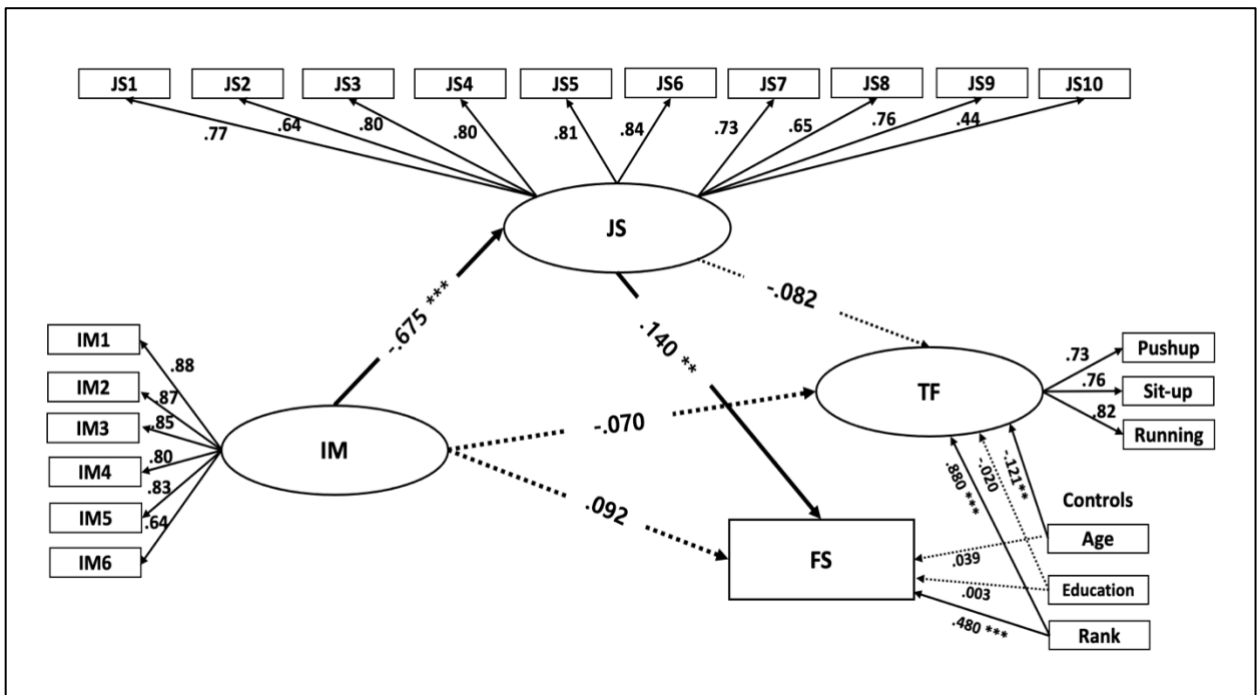 JS1 JS2 JS3 JS4 JS5 JS6 JS7 JS8 JS9 JS10
.77 .64 .80 .80 .81 .84 .73 .65 .76 .44
JS
-.675 ***
.140 **
-.082
IM1
IM2
IM3
IM4
IM5
IM6
.88
.87
.85
.80
.83
.64
IM
-.070
.092
TF
.73
.76
.82
Pushup
Sit-up
Running
.880 ***
-.020
-.121**
Controls
Age
Education
Rank
FS
.039
.003
.480 ***